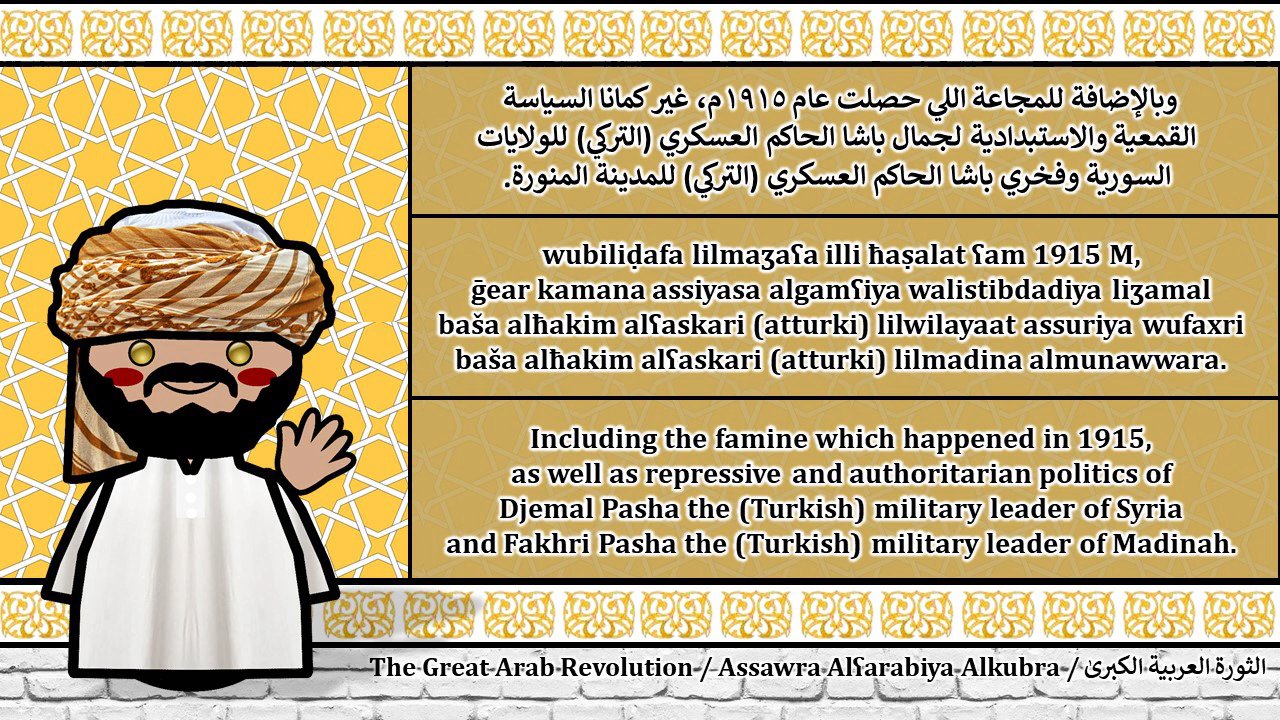 وبالإضافة للمجاعة اللي حصلت عام ١٩١٥م، غير كمانا السياسة
القمعية والاستبدادية لجمال باشا الحاكم العسكري (التركي) للولايات
السورية وفخري باشا الحاكم العسكري (التركي) للمدينة المنورة.
wubiliḍafa lilmaʒaʕa illi ħaṣalat ʕam 1915 M,
ḡear kamana assiyasa algamʕiya walistibdadiya liʒamal
baša alħakim alʕaskari (atturki) lilwilayaat assuriya wufaxri
baša alħakim alʕaskari (atturki) lilmadina almunawwara.
Including the famine which happened in 1915,
as well as repressive and authoritarian politics of
Djemal Pasha the (Turkish) military leader of Syria
and Fakhri Pasha the (Turkish) military leader of Madinah.
The Great Arab Revolution / Assawra Alʕarabiya Alkubra / الثورة العربية الكبرىٰ